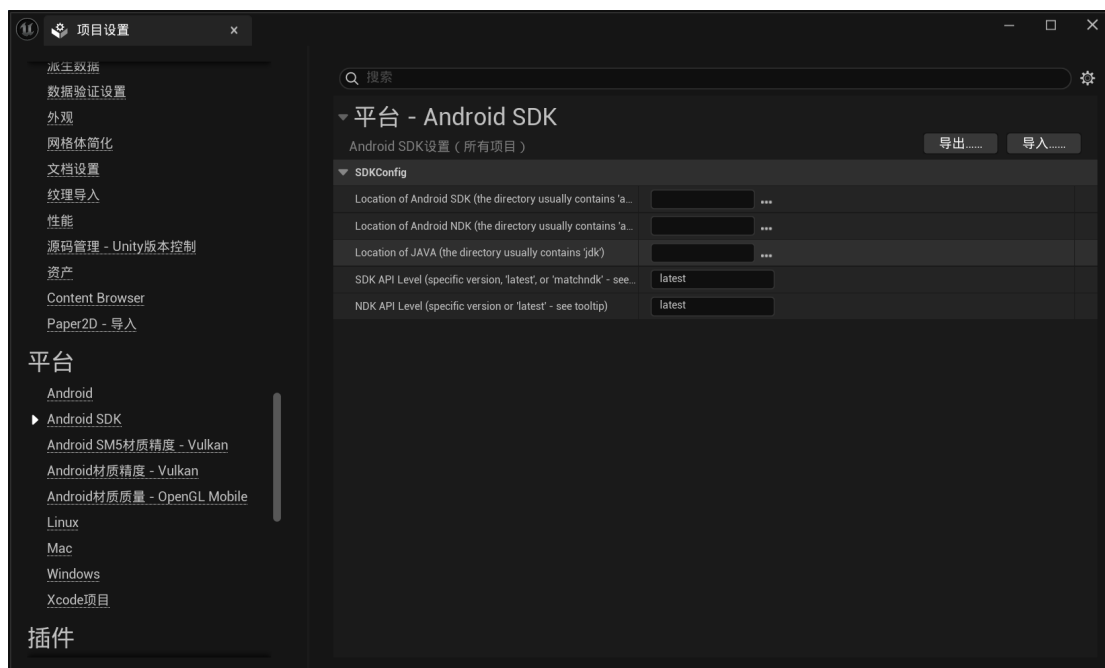 项目设置
派生数据
数据验证设置
外观
网格体简化
文档设置
纹理导入
性能
源码管理 - Unity版本控制
资产
Content Browser
Paper2D - 导入
平台
Android
Android SDK
Android SM5材质精度 - Vulkan
Android材质精度 - Vulkan
Android材质质量 - OpenGL Mobile
Linux
Mac
Windows
Xcode项目
插件
搜索
平台 - Android SDK
Android SDK设置（所有项目）
导出......
导入......
SDKConfig
Location of Android SDK (the directory usually contains 'a...
Location of Android NDK (the directory usually contains 'a...
Location of JAVA (the directory usually contains 'jdk')
SDK API Level (specific version, 'latest', or 'matchndk' - see... latest
NDK API Level (specific version or 'latest' - see tooltip) latest